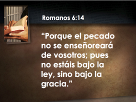 Romanos 6:14
“Porque el pecado
no se enseñoreará
de vosotros; pues
no estáis bajo la
ley, sino bajo la
gracia.”